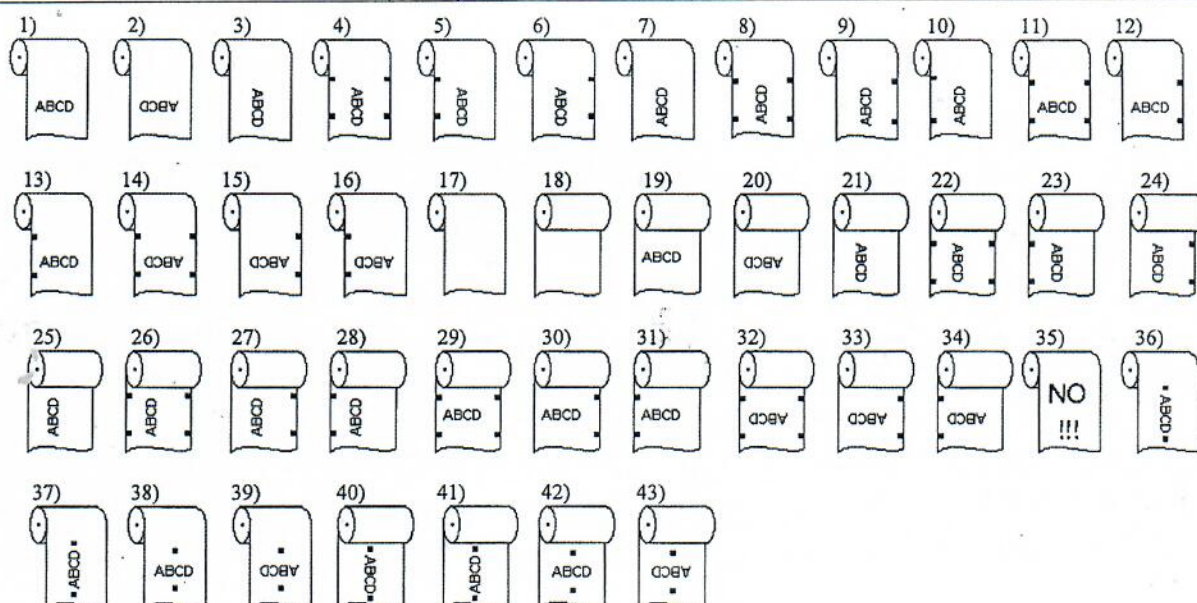 1) 2) 3) 4) 5) 6) 7) 8) 9) 10) 11) 12)
ABCD ABCD ABCD ABCD ABCD ABCD ABCD ABCD ABCD ABCD ABCD ABCD
13) 14) 15) 16) 17) 18) 19) 20) 21) 22) 23) 24)
ABCD ABCD ABCD ABCD ABCD ABCD ABCD ABCD ABCD ABCD
25) 26) 27) 28) 29) 30) 31) 32) 33) 34) 35) 36)
ABCD ABCD ABCD ABCD ABCD ABCD ABCD ABCD ABCD ABCD NO ABCD
!!!
37) 38) 39) 40) 41) 42) 43)
ABCD ABCD ABCD ABCD ABCD ABCD ABCD